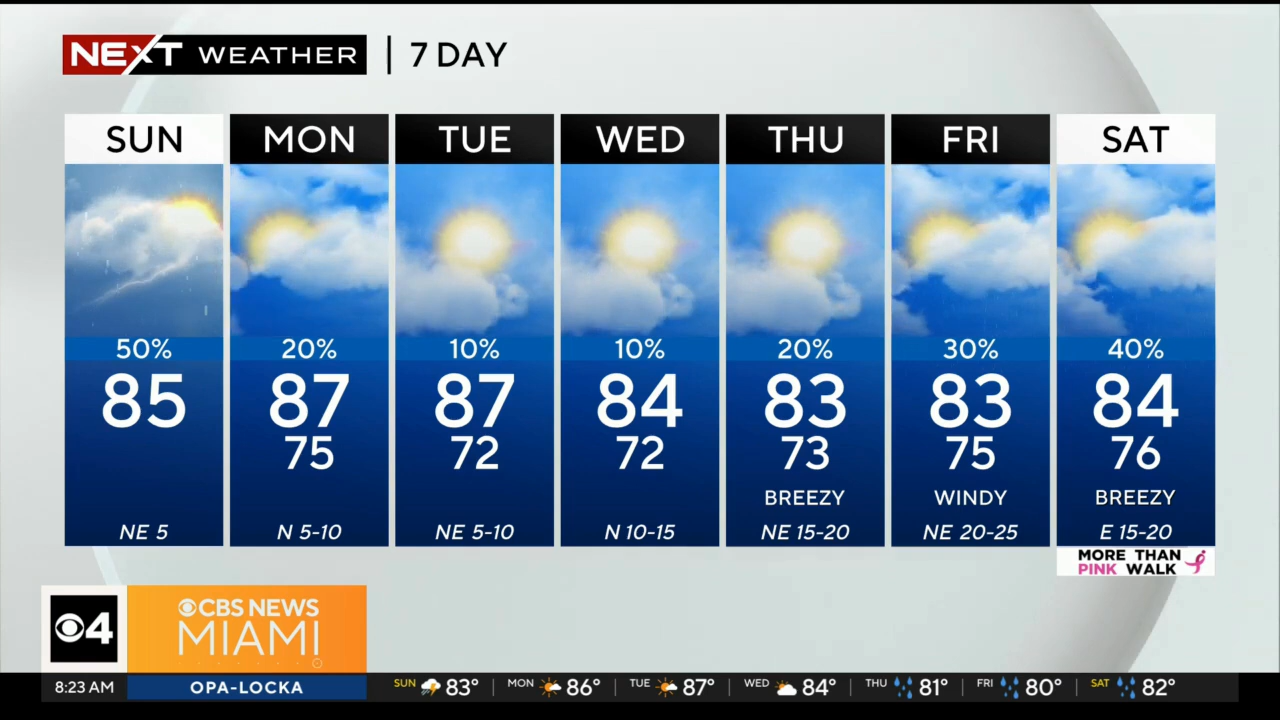 NEXT WEATHER | 7 DAY
SUN MON TUE WED THU FRI SAT
50% 20% 10% 10% 20% 30% 40%
85 87 87 84 83 83 84
75 72 72 73 75 76
BREEZY WINDY BREEZY
NE 5 N 5-10 NE 5-10 N 10-15 NE 15-20 NE 20-25 E 15-20
MORE THAN
PINK WALK
4 CBS NEWS
MIAMI
8:23 AM OPA-LOCKA SUN 83° MON 86° TUE 87° WED 84° THU 81° FRI 80° SAT 82°